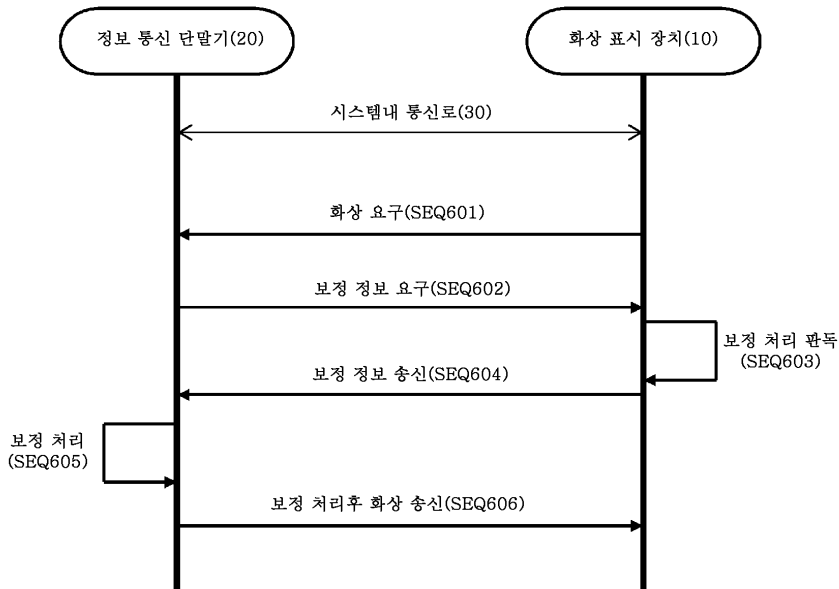 정보 통신 단말기(20)
화상 표시 장치(10)
시스템내 통신로(30)
화상 요구(SEQ601)
보정 정보 요구(SEQ602)
보정 처리 판독
(SEQ603)
보정 정보 송신(SEQ604)
보정 처리
(SEQ605)
보정 처리후 화상 송신(SEQ606)